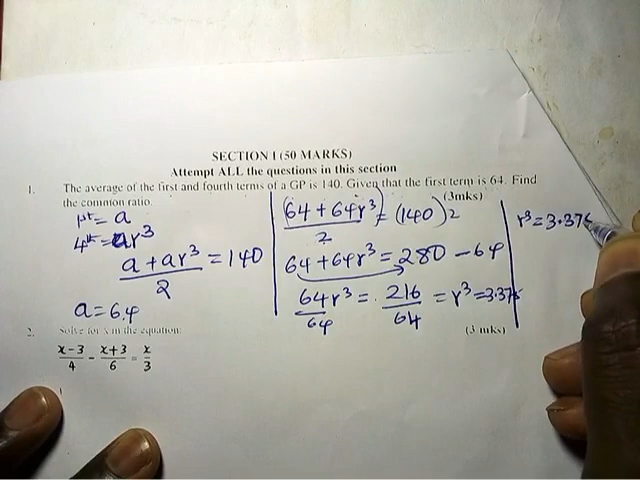 SECTION I (50 MARKS)
Attempt ALL the questions in this section
1. The average of the first and fourth terms of a GP is 140. Given that the first term is 64. Find
the common ratio. (3mks)
1st = a
4th = ar³
(a + ar³)/2 = 140
a = 64
(64 + 64r³)/2 = (140)2
64 + 64r³ = 280 - 64
64r³/64 = 216/64 = r³ = 3.375
r³ = 3.375
2. Solve for x in the equation: (3 mks)
(x - 3)/4 - (x + 3)/6 = x/3